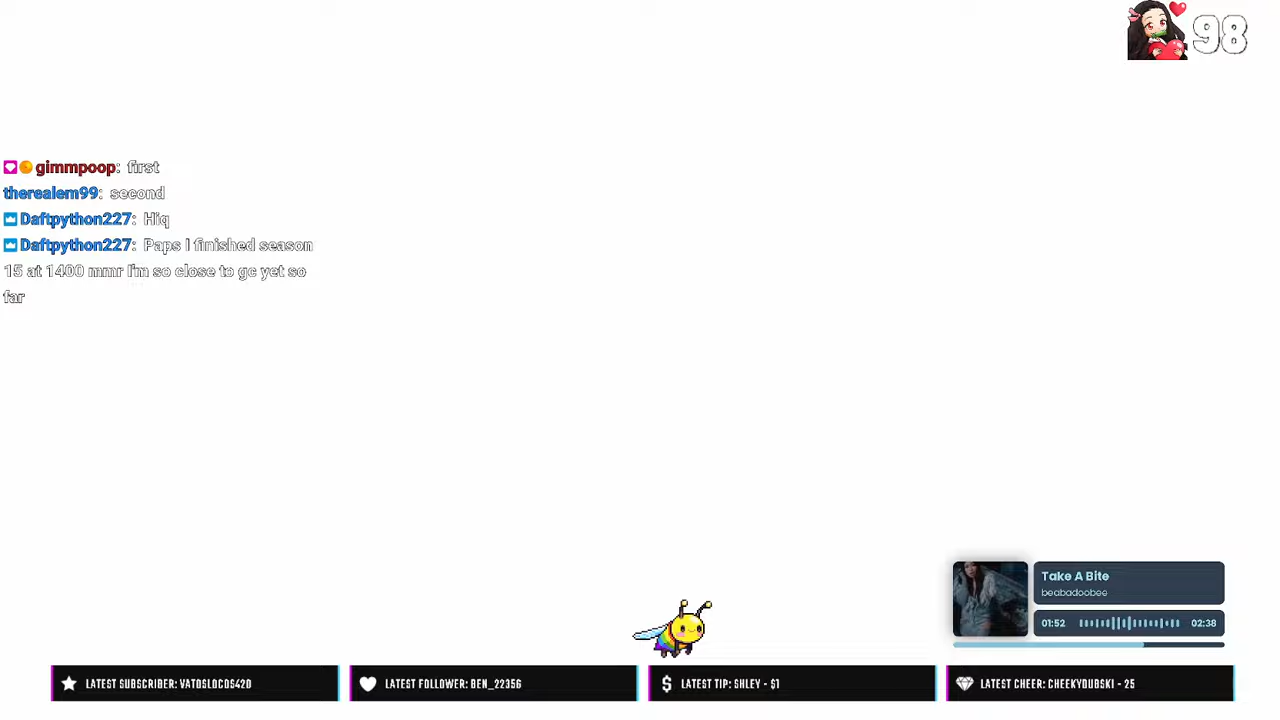 98
gimmpoop: first
therealem99: second
Daftpython227: Hiq
Daftpython227: Paps I finished season
15 at 1400 mmr I'm so close to gc yet so
far
Take A Bite
beabadoobee
01:52 02:38
LATEST SUBSCRIBER: VATOSLOCOS420
LATEST FOLLOWER: BEN_22356
LATEST TIP: SHLEY - $1
LATEST CHEER: CHEEKYDUBSKI - 25